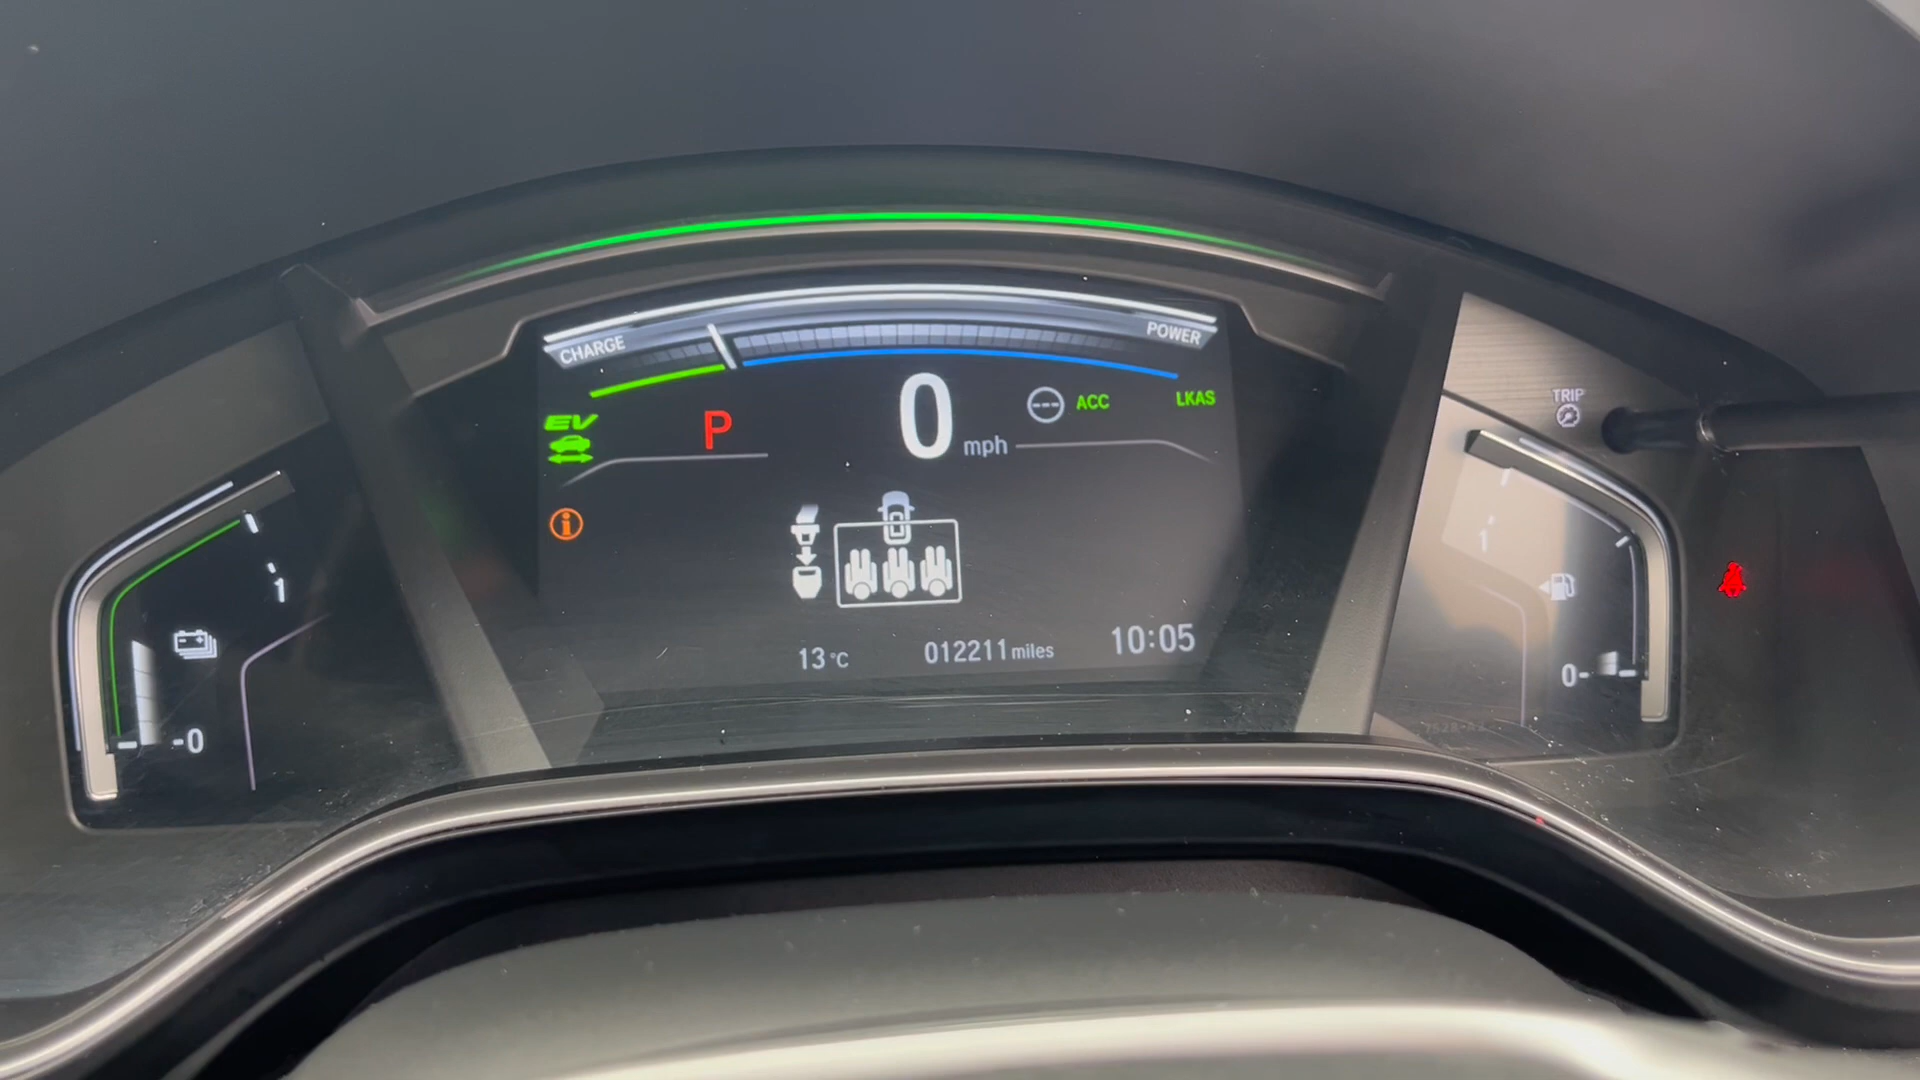 CHARGE
POWER
EV
P
0 mph
ACC
LKAS
TRIP
1
1
0
0
i
13 °C
012211 miles
10:05